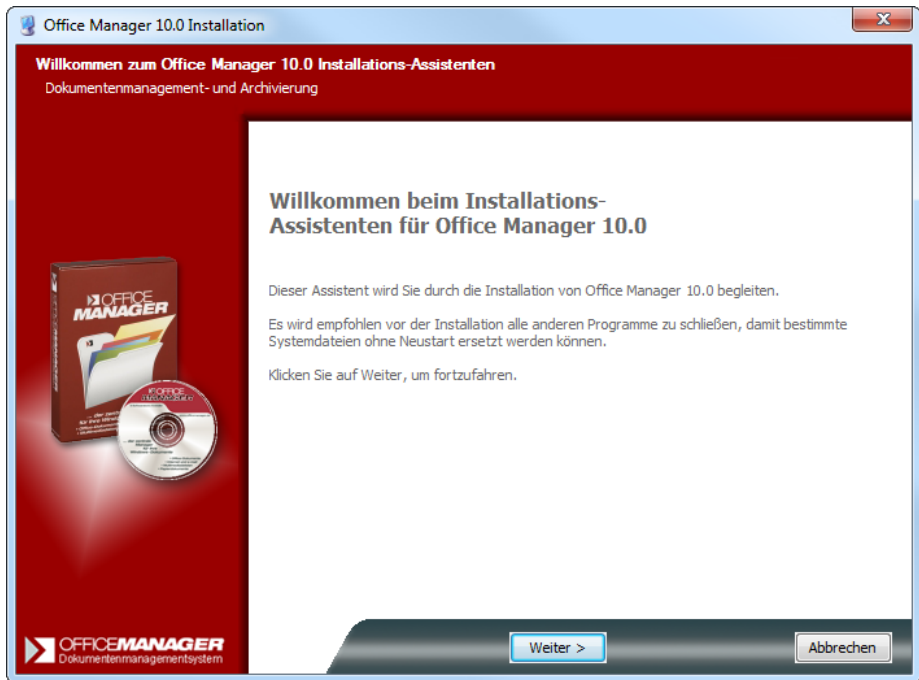 Office Manager 10.0 Installation
Willkommen zum Office Manager 10.0 Installations-Assistenten
Dokumentenmanagement- und Archivierung
Willkommen beim Installations-
Assistenten für Office Manager 10.0
Dieser Assistent wird Sie durch die Installation von Office Manager 10.0 begleiten.
Es wird empfohlen vor der Installation alle anderen Programme zu schließen, damit bestimmte
Systemdateien ohne Neustart ersetzt werden können.
Klicken Sie auf Weiter, um fortzufahren.
OFFICE
MANAGER
OFFICE
MANAGER
OFFICEMANAGER
Dokumentenmanagementsystem
Weiter >
Abbrechen